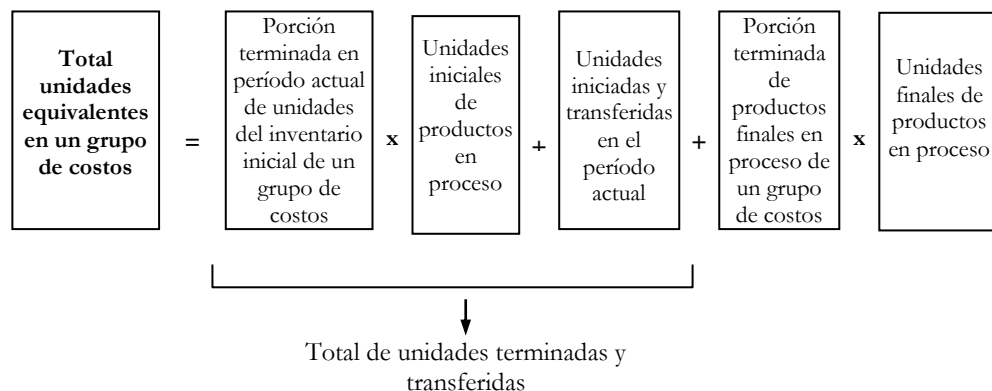 Total
unidades
equivalentes
en un grupo
de costos
=
Porción
terminada en
período actual
de unidades
del inventario
inicial de un
grupo de
costos
x
Unidades
iniciales
de
productos
en
proceso
+
Unidades
iniciadas y
transferidas
en el
período
actual
+
Porción
terminada
de
productos
finales en
proceso de
un grupo
de costos
x
Unidades
finales de
productos
en proceso
Total de unidades terminadas y
transferidas